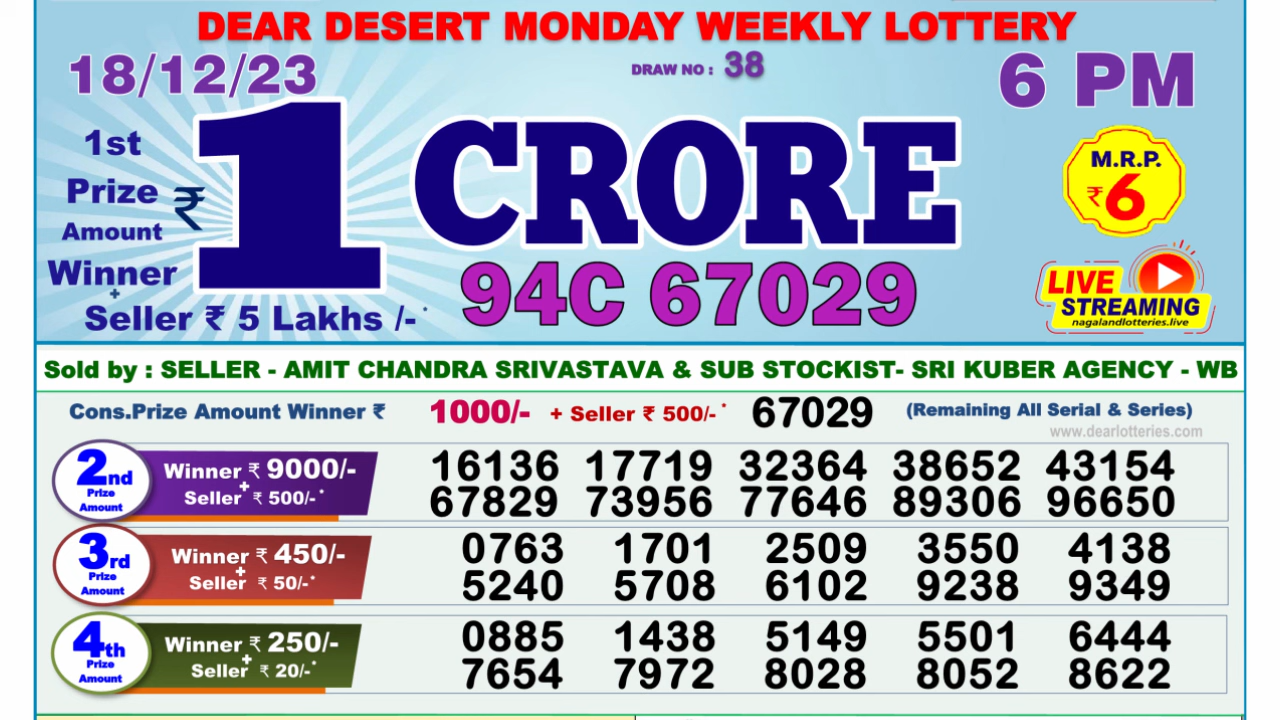 DEAR DESERT MONDAY WEEKLY LOTTERY
18/12/23
DRAW NO : 38
6 PM
1st
Prize
Amount
Winner
+
Seller ₹ 5 Lakhs /-*
₹ 1 CRORE
94C 67029
M.R.P.
₹6
LIVE
STREAMING
nagalandlotteries.live
Sold by : SELLER - AMIT CHANDRA SRIVASTAVA & SUB STOCKIST- SRI KUBER AGENCY - WB
Cons.Prize Amount Winner ₹ 1000/- + Seller ₹ 500/-* 67029 (Remaining All Serial & Series)
www.dearlotteries.com
2nd
Prize
Amount
Winner ₹ 9000/-
+
Seller ₹ 500/-*
16136 17719 32364 38652 43154
67829 73956 77646 89306 96650
3rd
Prize
Amount
Winner ₹ 450/-
+
Seller ₹ 50/-*
0763 1701 2509 3550 4138
5240 5708 6102 9238 9349
4th
Prize
Amount
Winner ₹ 250/-
+
Seller ₹ 20/-*
0885 1438 5149 5501 6444
7654 7972 8028 8052 8622